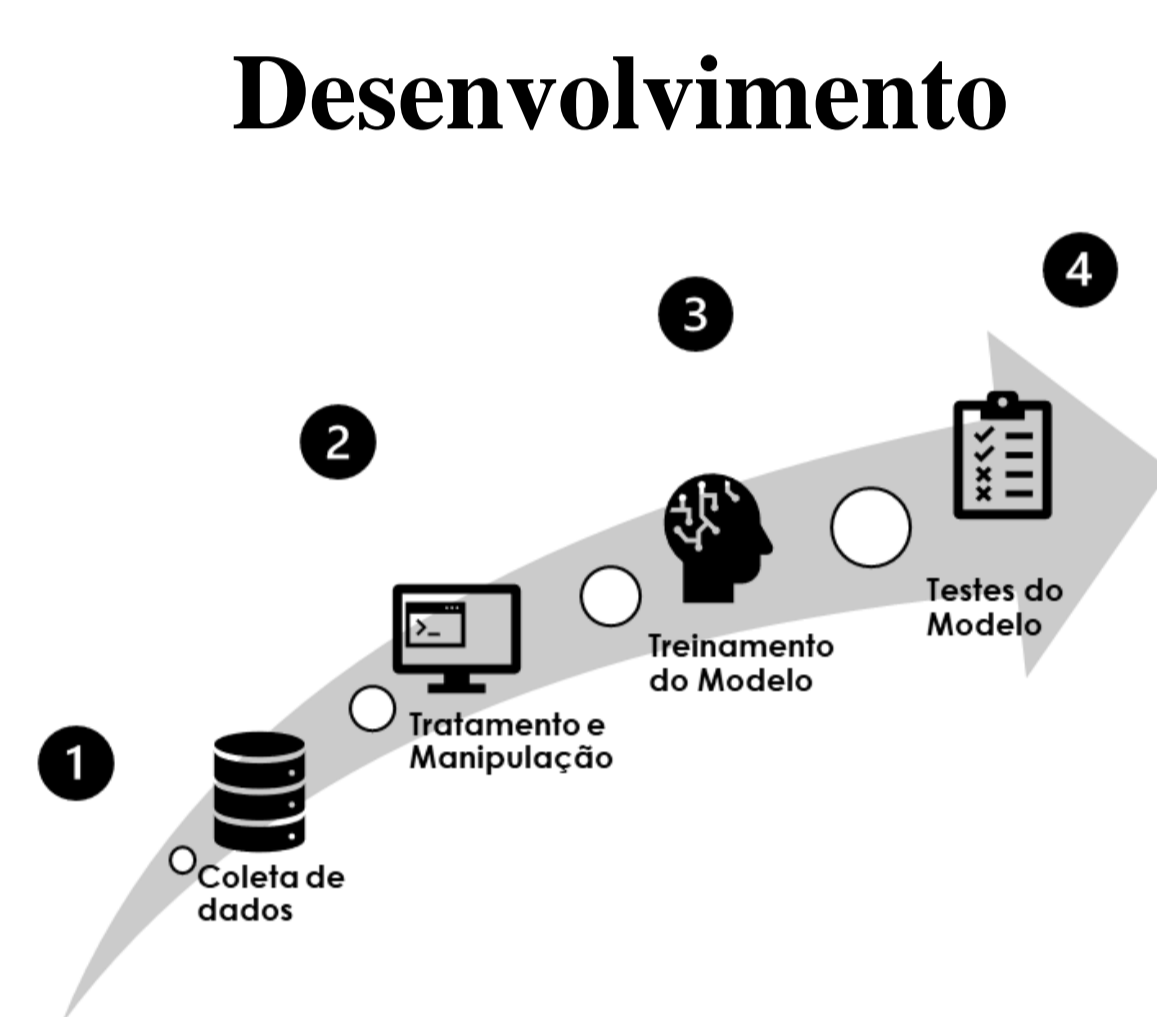 Desenvolvimento
1
Coleta de
dados
2
Tratamento e
Manipulação
3
Treinamento
do Modelo
4
Testes do
Modelo